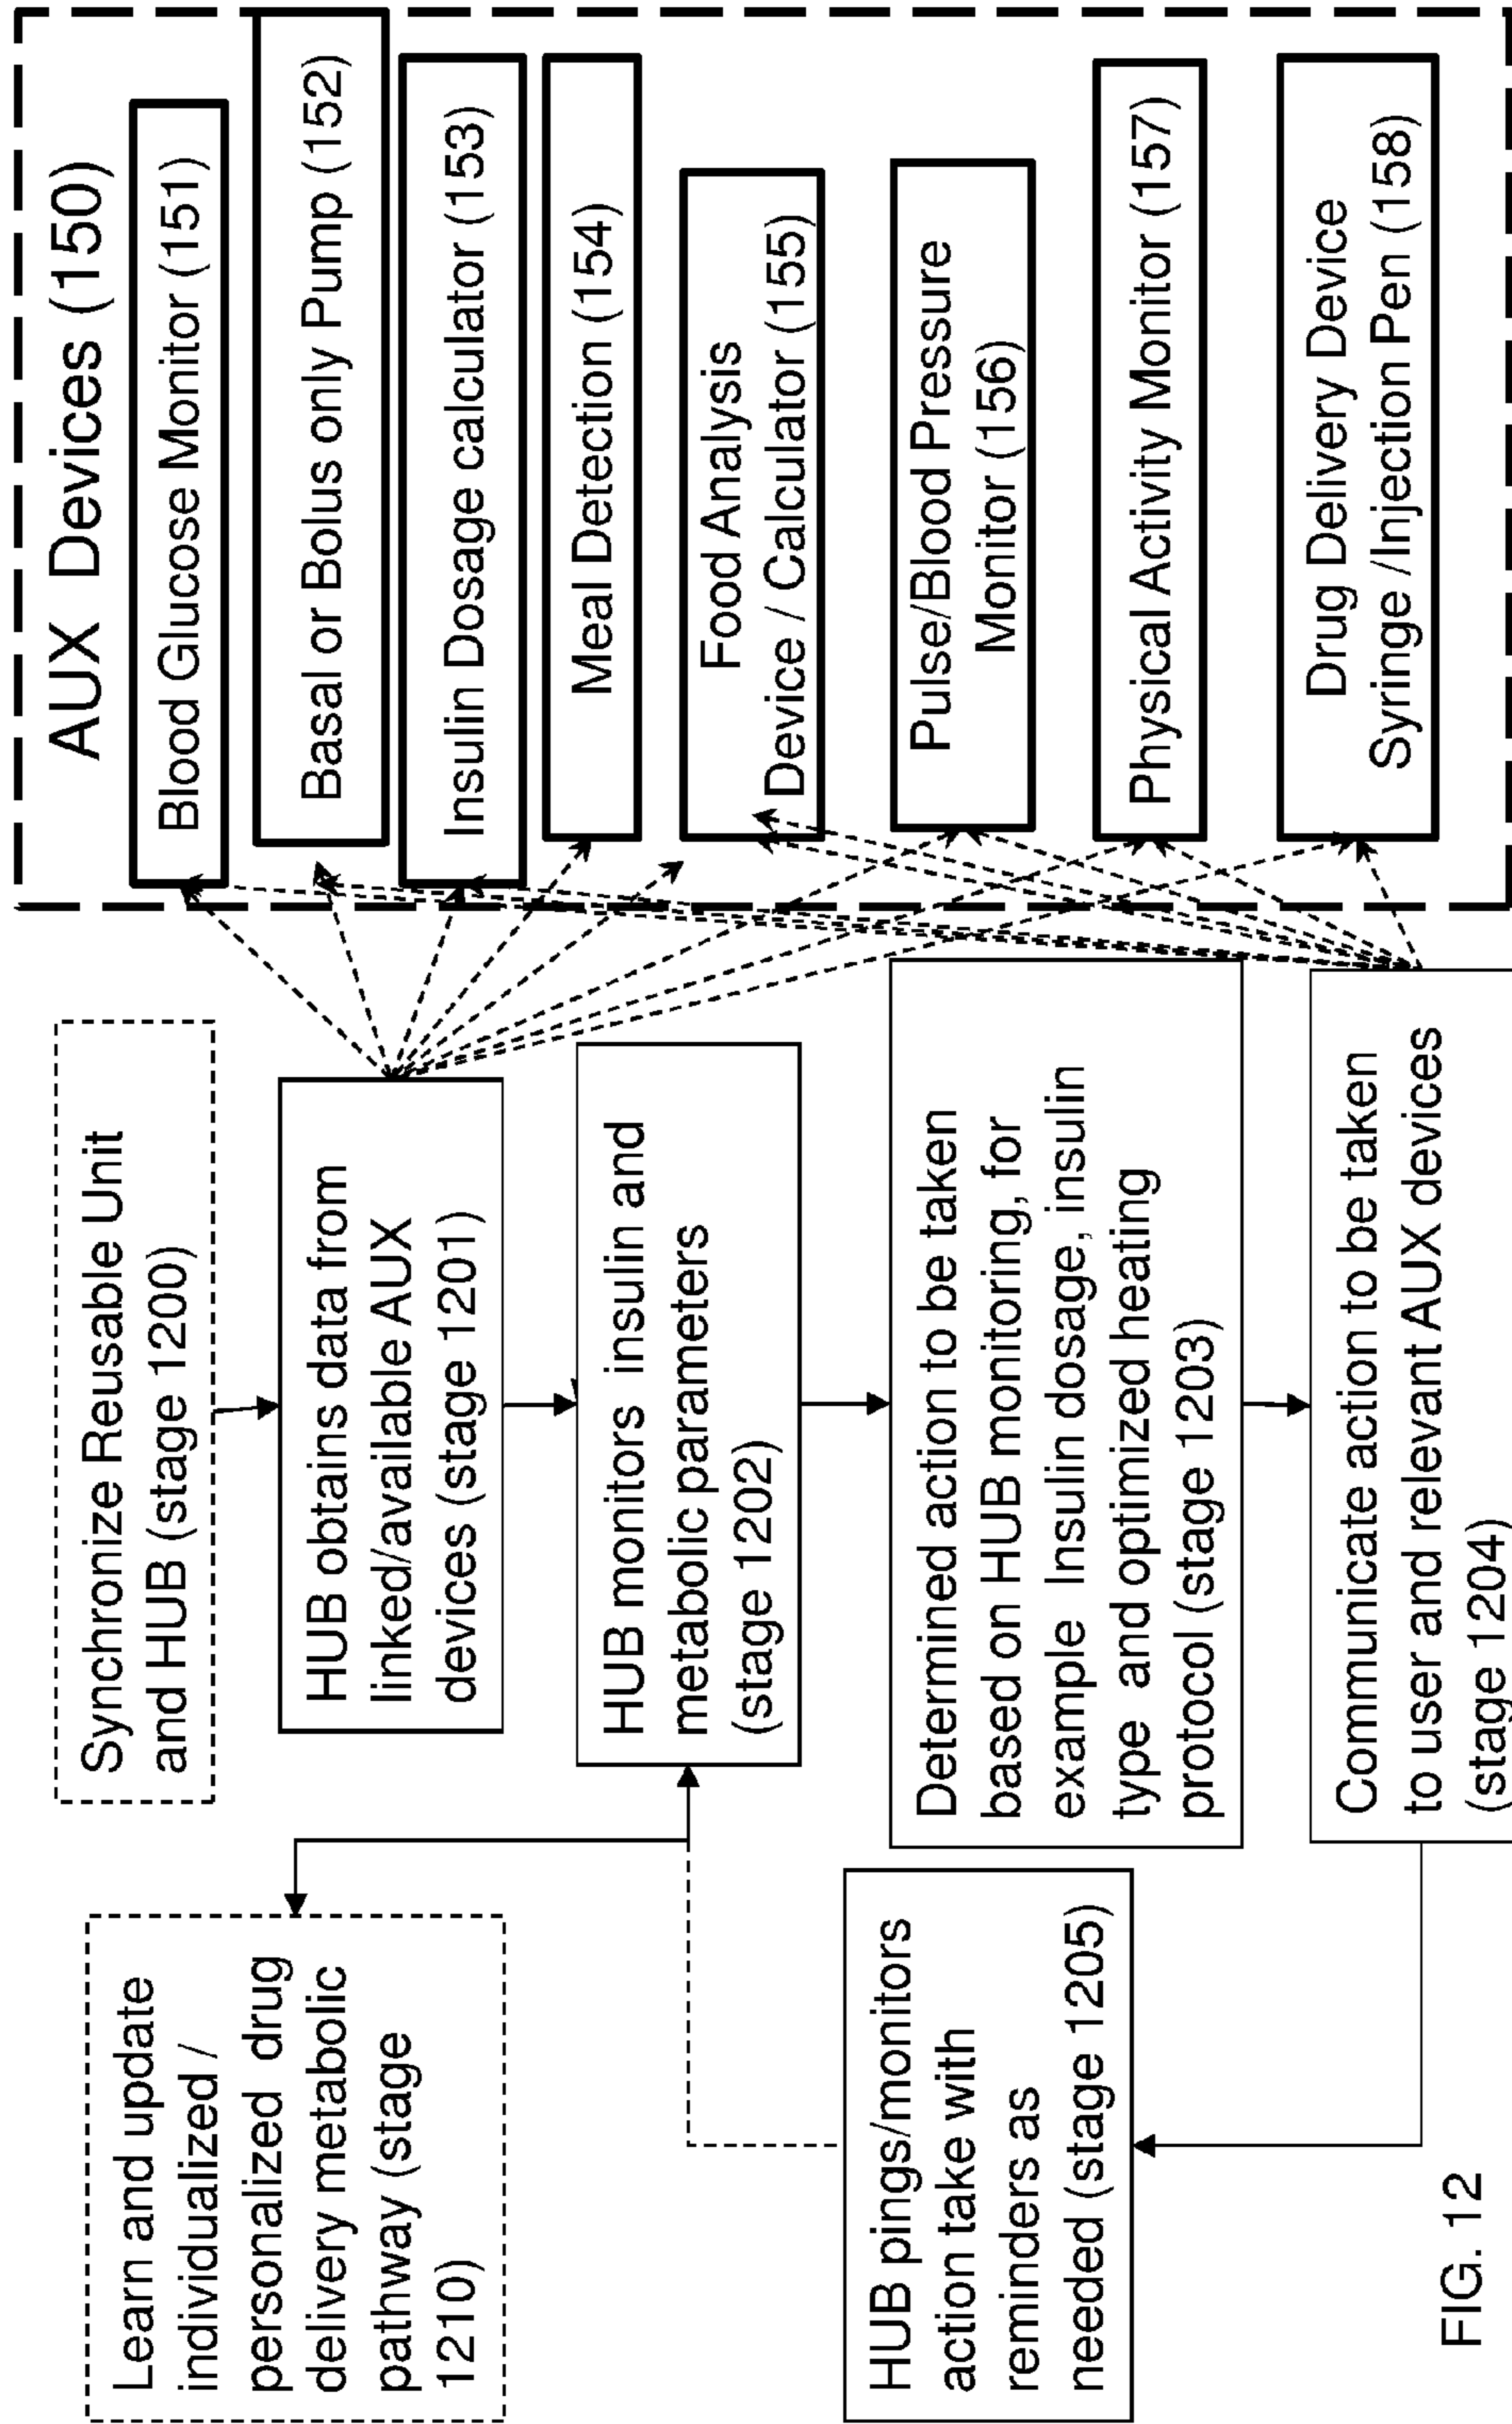 Learn and update
individualized /
personalized drug
delivery metabolic
pathway (stage
1210)
Synchronize Reusable Unit
and HUB (stage 1200)
HUB obtains data from
linked/available AUX
devices (stage 1201)
HUB monitors insulin and
metabolic parameters
(stage 1202)
Determined action to be taken
based on HUB monitoring, for
example Insulin dosage, insulin
type and optimized heating
protocol (stage 1203)
Communicate action to be taken
to user and relevant AUX devices
(stage 1204)
HUB pings/monitors
action take with
reminders as
needed (stage 1205)
AUX Devices (150)
Blood Glucose Monitor (151)
Basal or Bolus only Pump (152)
Insulin Dosage calculator (153)
Meal Detection (154)
Food Analysis
Device / Calculator (155)
Pulse/Blood Pressure
Monitor (156)
Physical Activity Monitor (157)
Drug Delivery Device
Syringe /Injection Pen (158)
FIG. 12